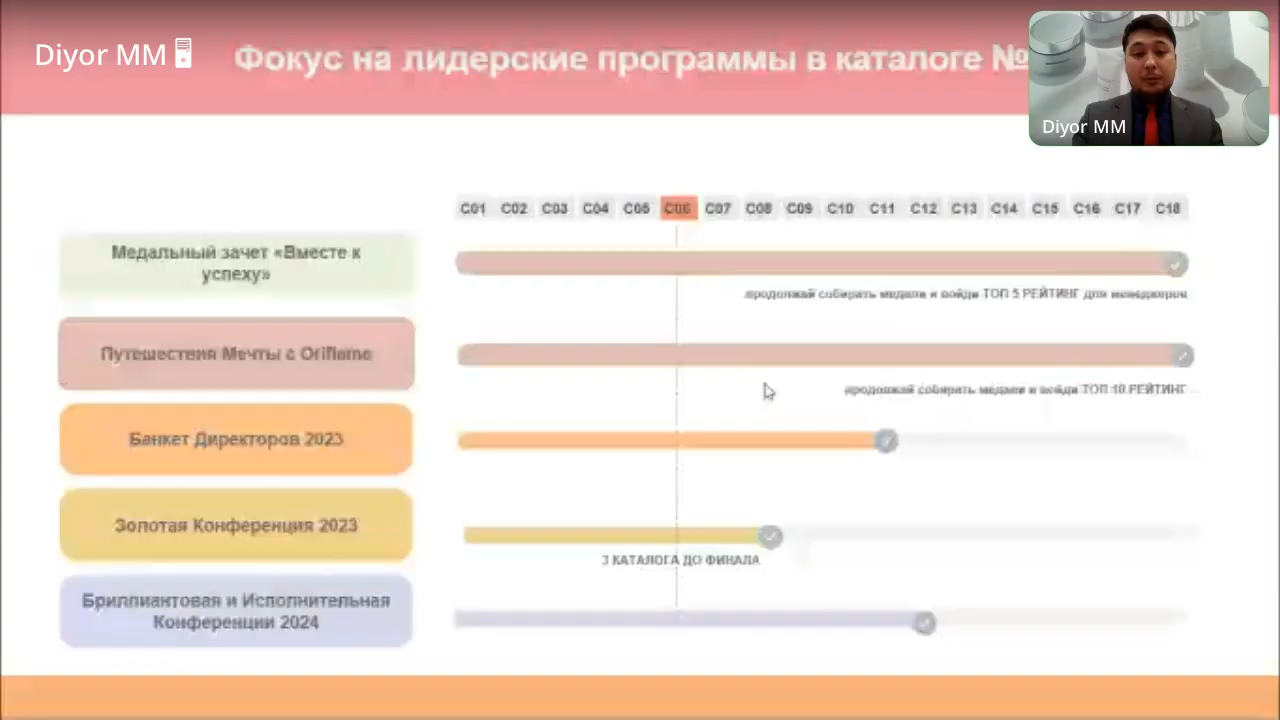 Diyor MM
Фокус на лидерские программы в каталоге №
Diyor MM
C01 C02 C03 C04 C05 C06 C07 C08 C09 C10 C11 C12 C13 C14 C15 C16 C17 C18
Медальный зачет «Вместе к
успеху»
продолжай собирать медали и войди ТОП 5 РЕЙТИНГ для менеджеров
Путешествия Мечты с Oriflame
продолжай собирать медали и войди ТОП 10 РЕЙТИНГ
Банкет Директоров 2023
Золотая Конференция 2023
3 КАТАЛОГА ДО ФИНАЛА
Бриллиантовая и Исполнительная
Конференции 2024